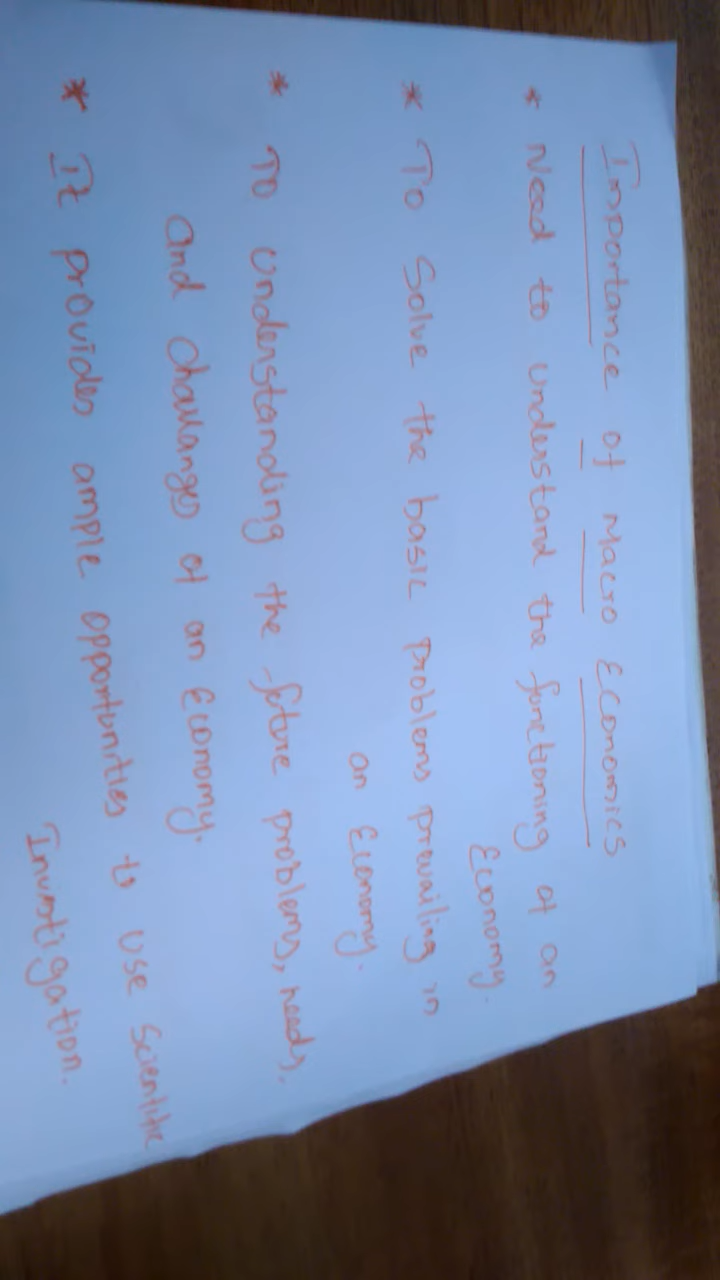 Importance of Macro Economics
* Need to understand the functioning of an
Economy.
* To Solve the basic problems prevailing in
an Economy.
* To understanding the future problems, needs,
and challanges of an Economy.
* It provides ample opportunities to use Scientific
Investigation.